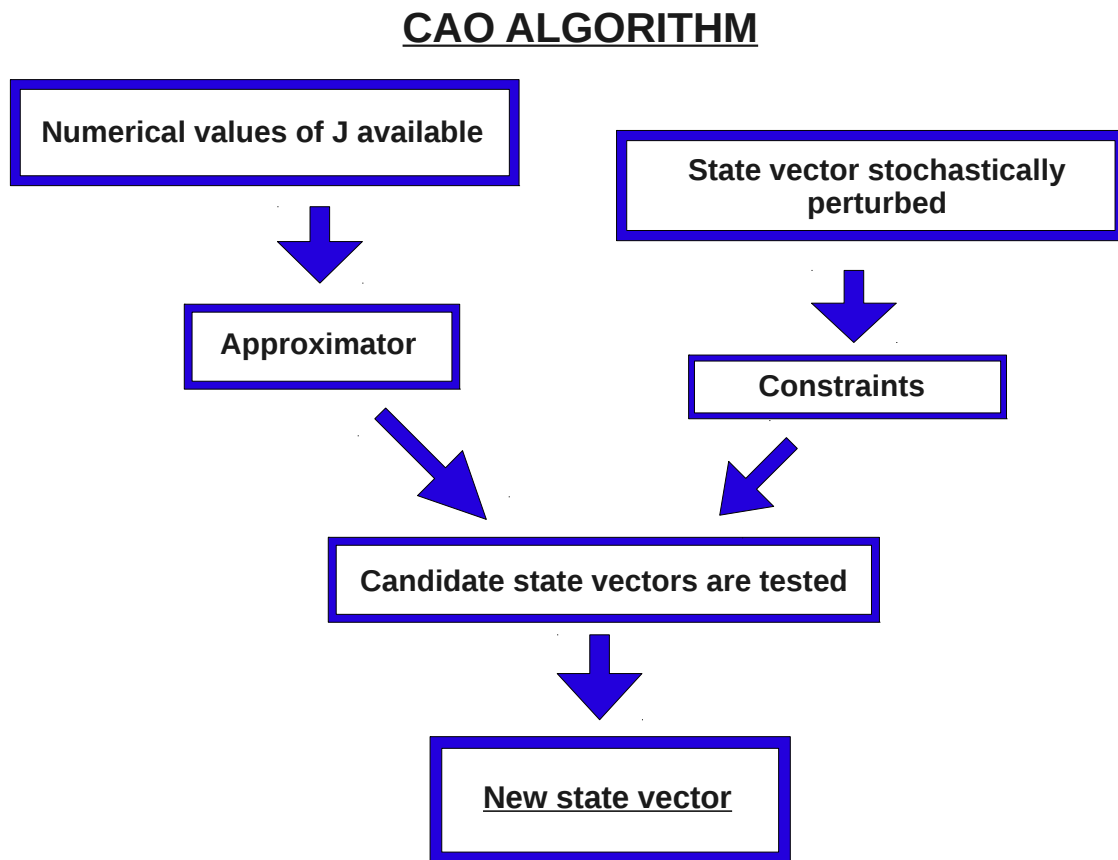 CAO ALGORITHM
Numerical values of J available
State vector stochastically
perturbed
Approximator
Constraints
Candidate state vectors are tested
New state vector